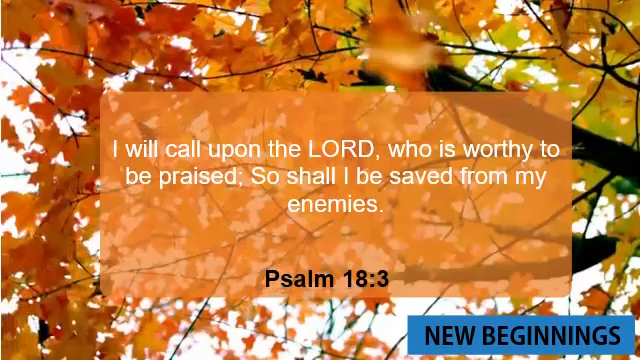 I will call upon the LORD, who is worthy to
be praised; So shall I be saved from my
enemies.
Psalm 18:3
NEW BEGINNINGS